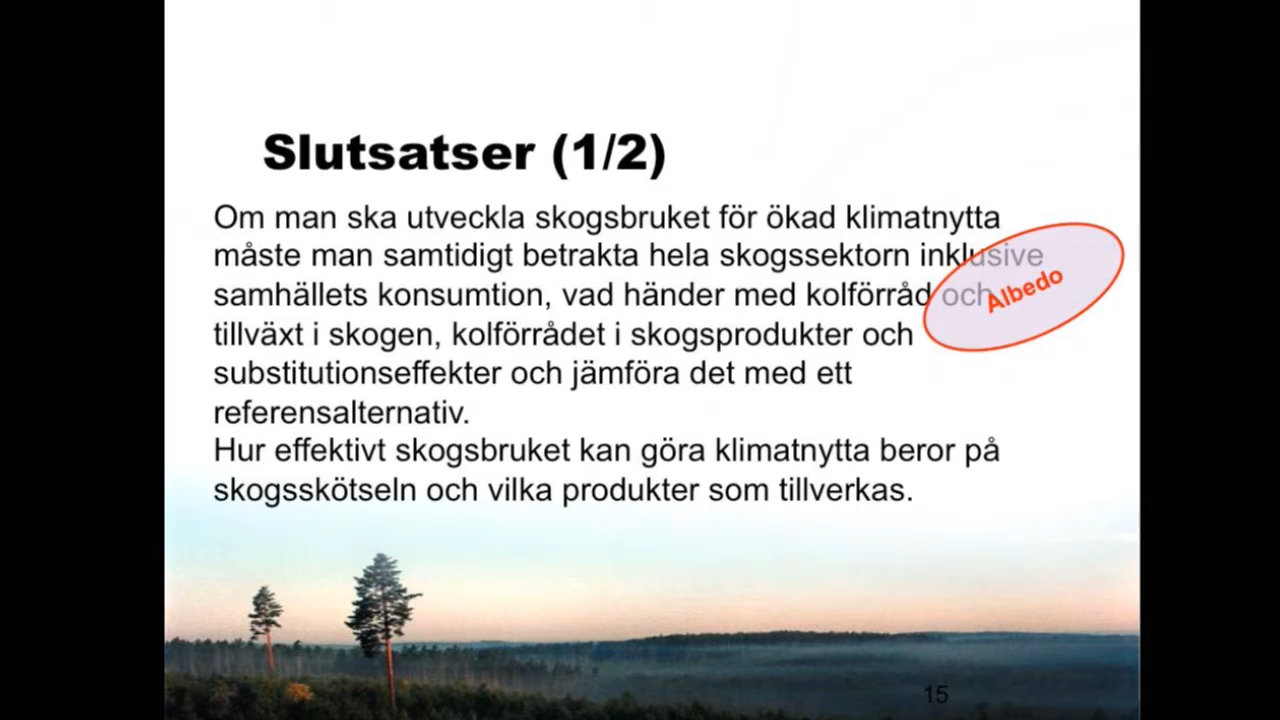 Slutsatser (1/2)
Om man ska utveckla skogsbruket för ökad klimatnytta
måste man samtidigt betrakta hela skogssektorn inklusive
samhällets konsumtion, vad händer med kolförråd och
Albedo
tillväxt i skogen, kolförrådet i skogsprodukter och
substitutionseffekter och jämföra det med ett
referensalternativ.
Hur effektivt skogsbruket kan göra klimatnytta beror på
skogsskötseln och vilka produkter som tillverkas.
15